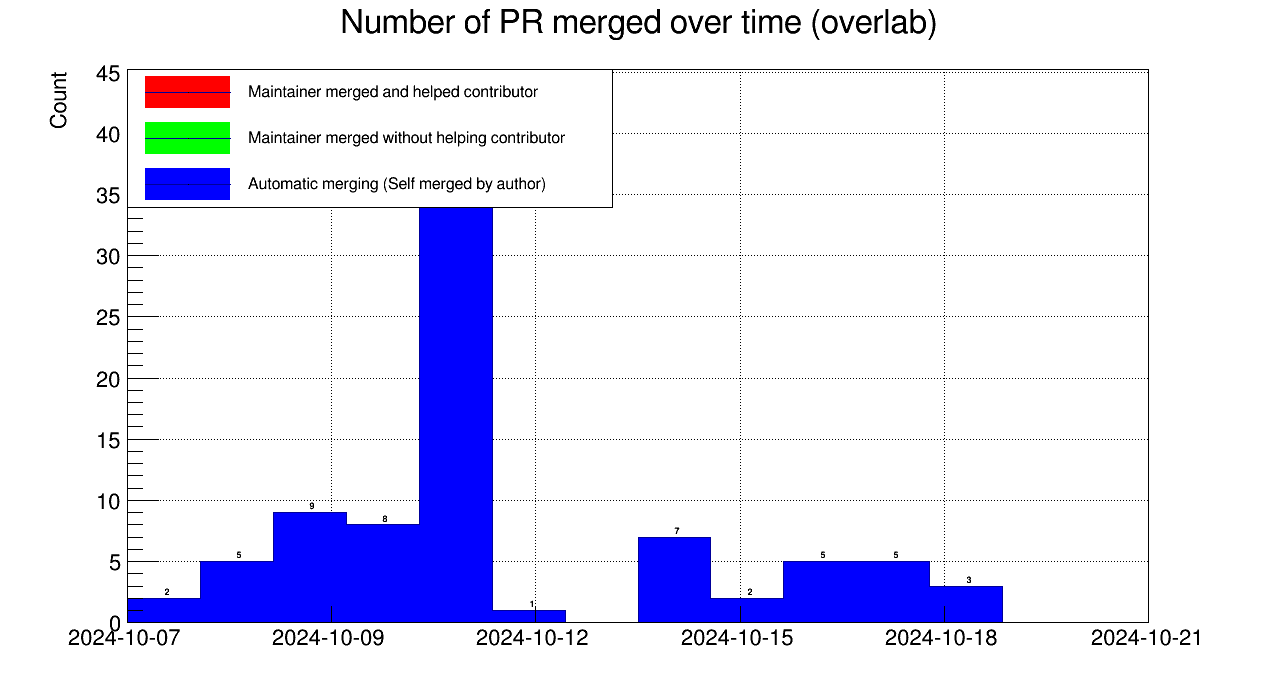 Number of PR merged over time (overlab)
Count
45
40
35
30
25
20
15
10
5
0
Maintainer merged and helped contributor
Maintainer merged without helping contributor
Automatic merging (Self merged by author)
2 5 9 8 1 7 2 5 5 3
2024-10-07 2024-10-09 2024-10-12 2024-10-15 2024-10-18 2024-10-21